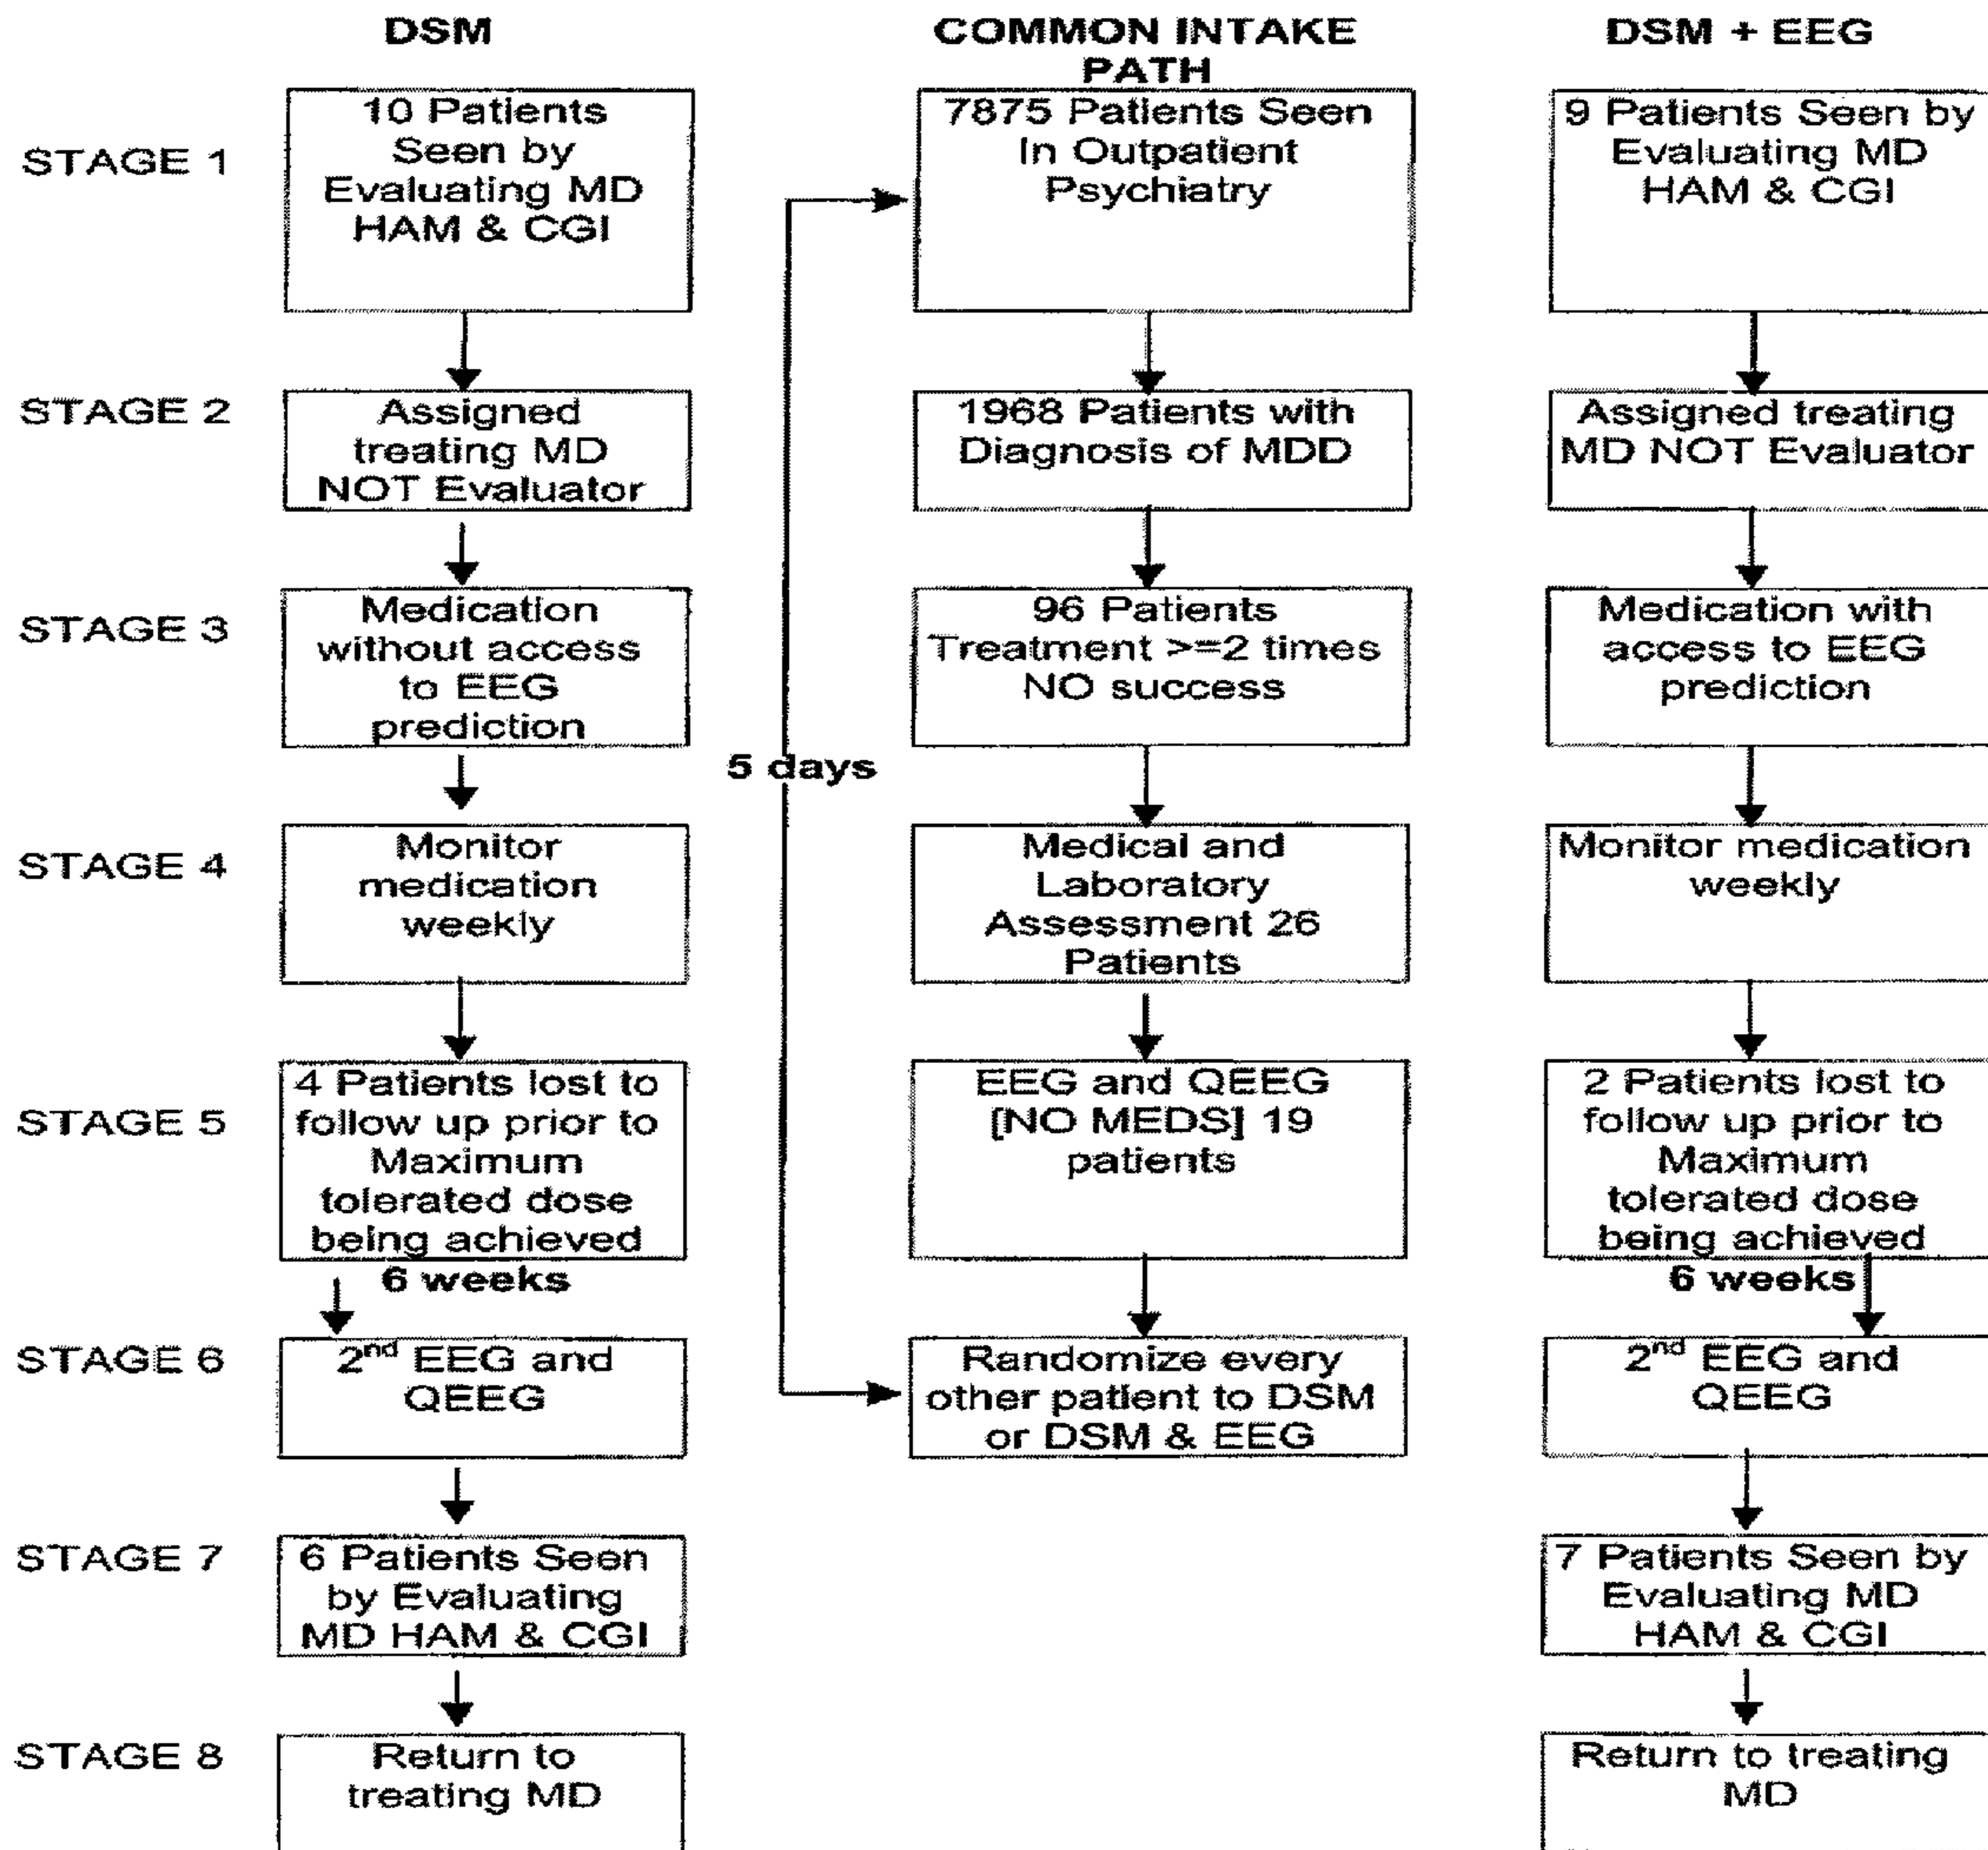 DSM
COMMON INTAKE
PATH
DSM + EEG
STAGE 1
10 Patients
Seen by
Evaluating MD
HAM & CGI
7875 Patients Seen
In Outpatient
Psychiatry
9 Patients Seen by
Evaluating MD
HAM & CGI
STAGE 2
Assigned
treating MD
NOT Evaluator
1968 Patients with
Diagnosis of MDD
Assigned treating
MD NOT Evaluator
STAGE 3
Medication
without access
to EEG
prediction
96 Patients
Treatment >=2 times
NO success
Medication with
access to EEG
prediction
5 days
STAGE 4
Monitor
medication
weekly
Medical and
Laboratory
Assessment 26
Patients
Monitor medication
weekly
STAGE 5
4 Patients lost to
follow up prior to
Maximum
tolerated dose
being achieved
EEG and QEEG
[NO MEDS] 19
patients
2 Patients lost to
follow up prior to
Maximum
tolerated dose
being achieved
6 weeks
6 weeks
STAGE 6
2nd EEG and
QEEG
Randomize every
other patient to DSM
or DSM & EEG
2nd EEG and
QEEG
STAGE 7
6 Patients Seen
by Evaluating
MD HAM & CGI
7 Patients Seen by
Evaluating MD
HAM & CGI
STAGE 8
Return to
treating MD
Return to treating
MD